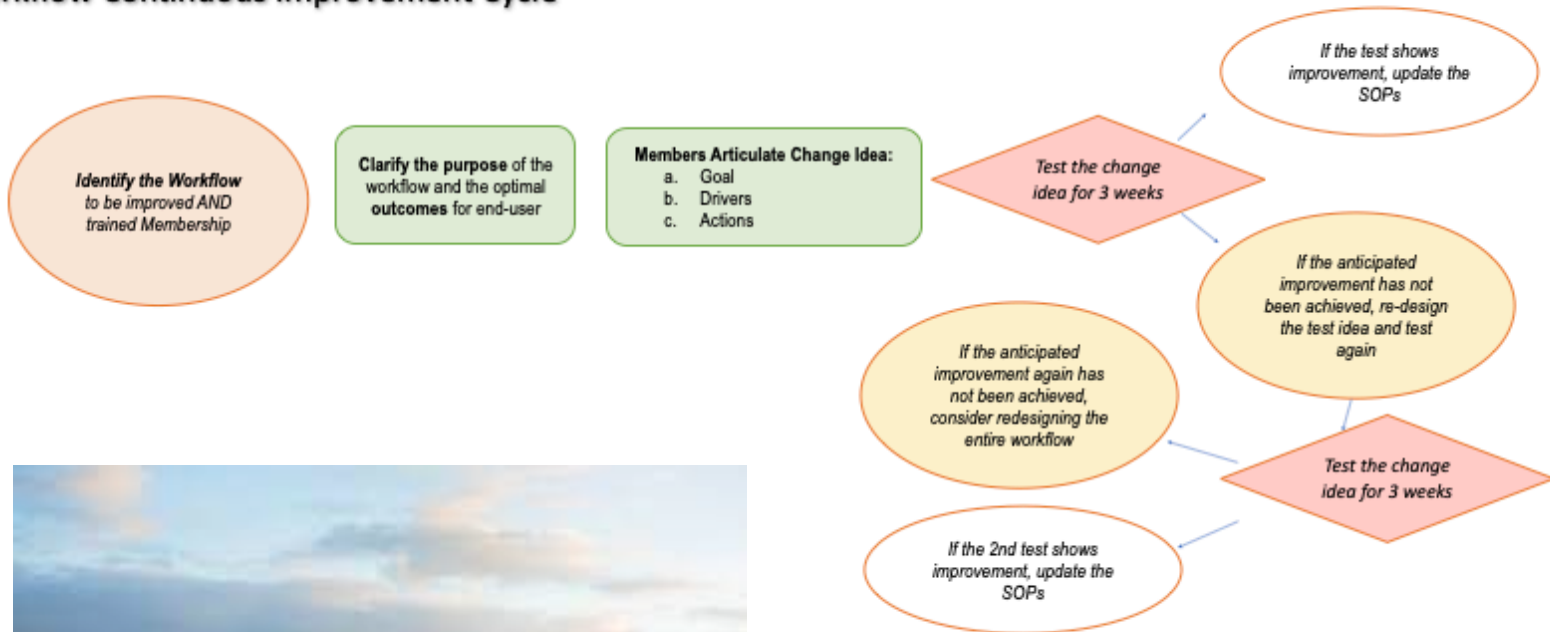 rkflow Continuous Improvement Cycle
Identify the Workflow
to be improved AND
trained Membership
Clarify the purpose of the
workflow and the optimal
outcomes for end-user
Members Articulate Change Idea:
a. Goal
b. Drivers
c. Actions
Test the change
idea for 3 weeks
If the test shows
improvement, update the
SOPs
If the anticipated
improvement has not
been achieved, re-design
the test idea and test
again
Test the change
idea for 3 weeks
If the anticipated
improvement again has
not been achieved,
consider redesigning the
entire workflow
If the 2nd test shows
improvement, update the
SOPs